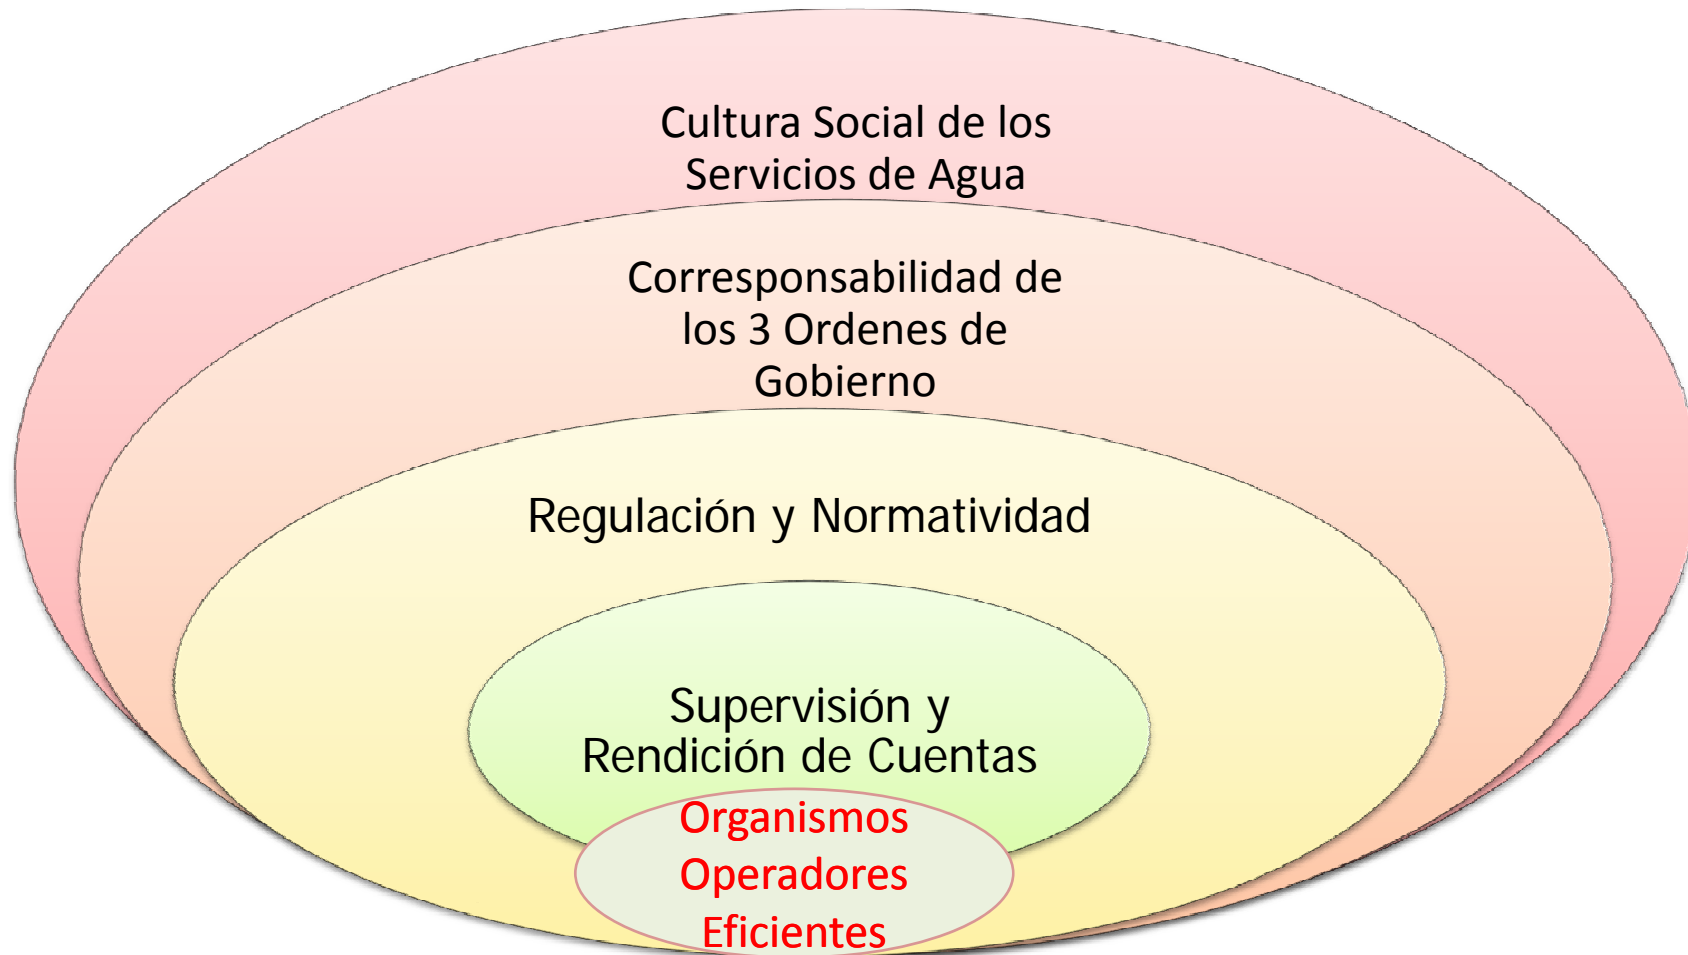 Cultura Social de los
Servicios de Agua
Corresponsabilidad de
los 3 Ordenes de
Gobierno
Regulación y Normatividad
Supervisión y
Rendición de Cuentas
Organismos
Operadores
Eficientes